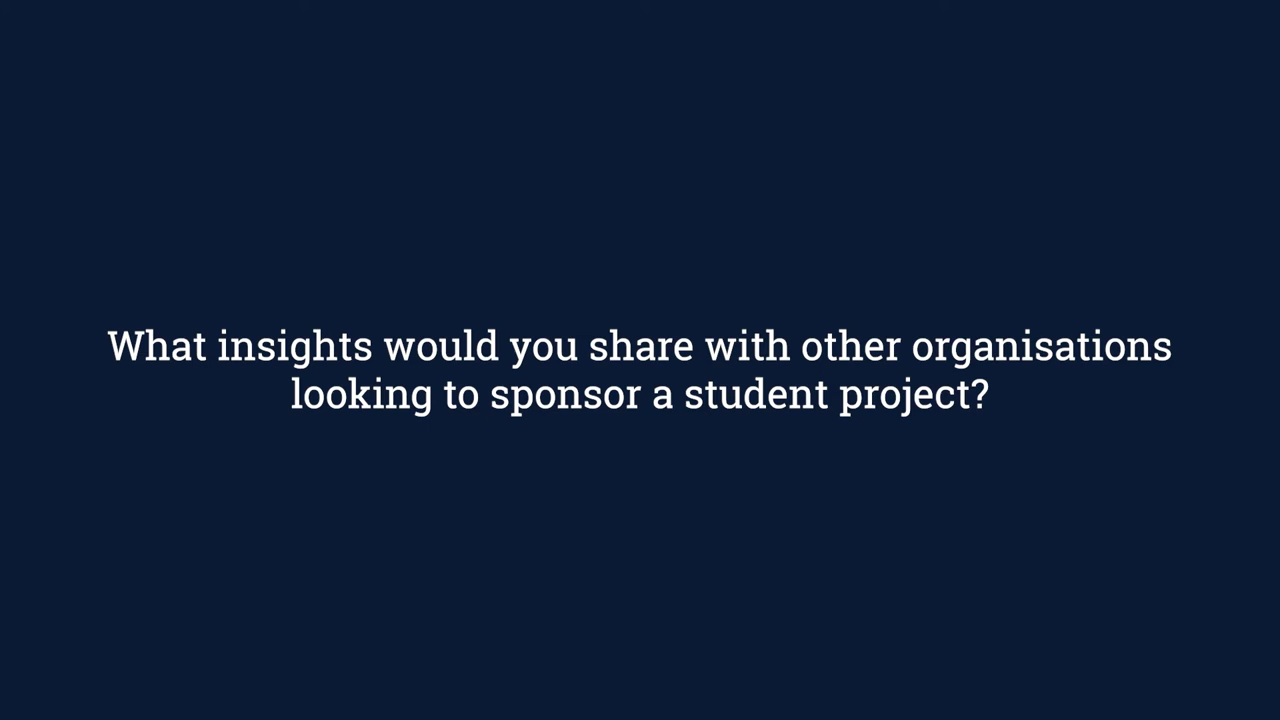 What insights would you share with other organisations
looking to sponsor a student project?